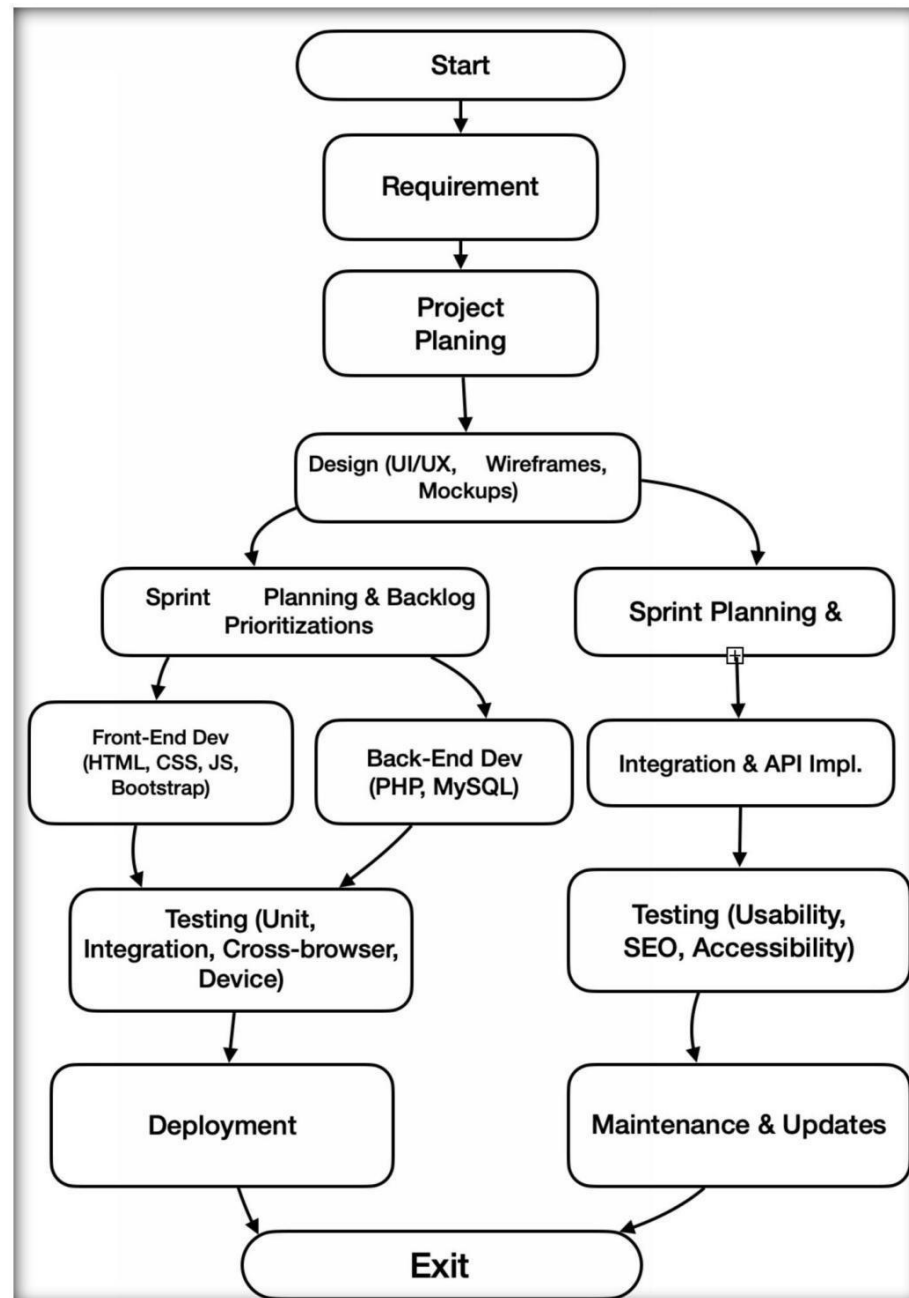 Start
Requirement
Project
Planing
Design (UI/UX, Wireframes,
Mockups)
Sprint Planning & Backlog
Prioritizations
Sprint Planning &
Front-End Dev
(HTML, CSS, JS,
Bootstrap)
Back-End Dev
(PHP, MySQL)
Integration & API Impl.
Testing (Unit,
Integration, Cross-browser,
Device)
Testing (Usability,
SEO, Accessibility)
Deployment
Maintenance & Updates
Exit